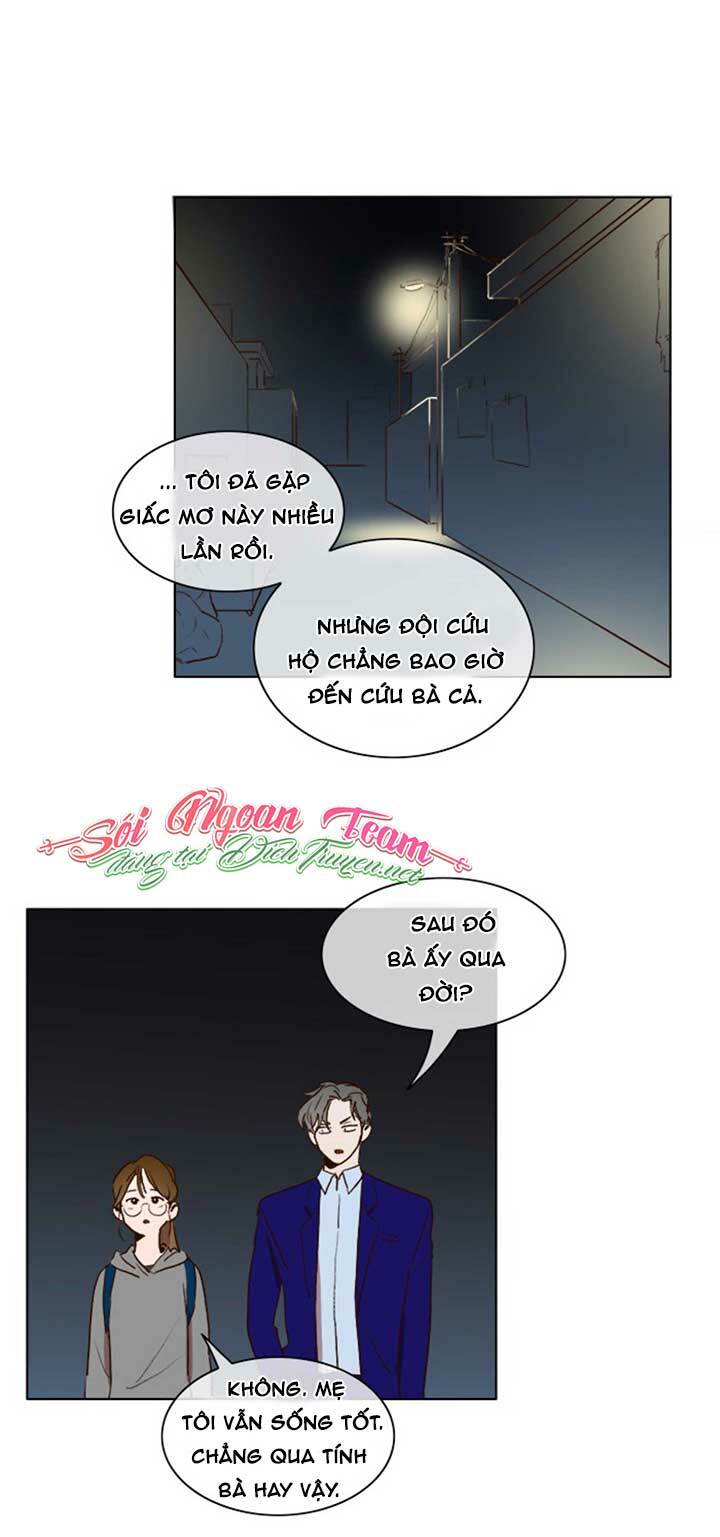 ... TÔI ĐÃ GẶP
GIẤC MƠ NÀY NHIỀU
LẦN RỒI.
NHƯNG ĐỘI CỨU
HỘ CHẲNG BAO GIỜ
ĐẾN CỨU BÀ CẢ.
Sói Ngoan Team
đăng tại DichTruyen.net
SAU ĐÓ
BÀ ẤY QUA
ĐỜI?
KHÔNG. MẸ
TÔI VẪN SỐNG TỐT.
CHẲNG QUA TÍNH
BÀ HAY VẬY.